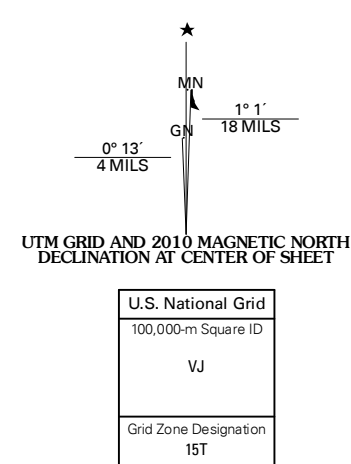 MN
GN
1° 1´
18 MILS
0° 13´
4 MILS
UTM GRID AND 2010 MAGNETIC NORTH
DECLINATION AT CENTER OF SHEET
U.S. National Grid
100,000-m Square ID
VJ
Grid Zone Designation
15T